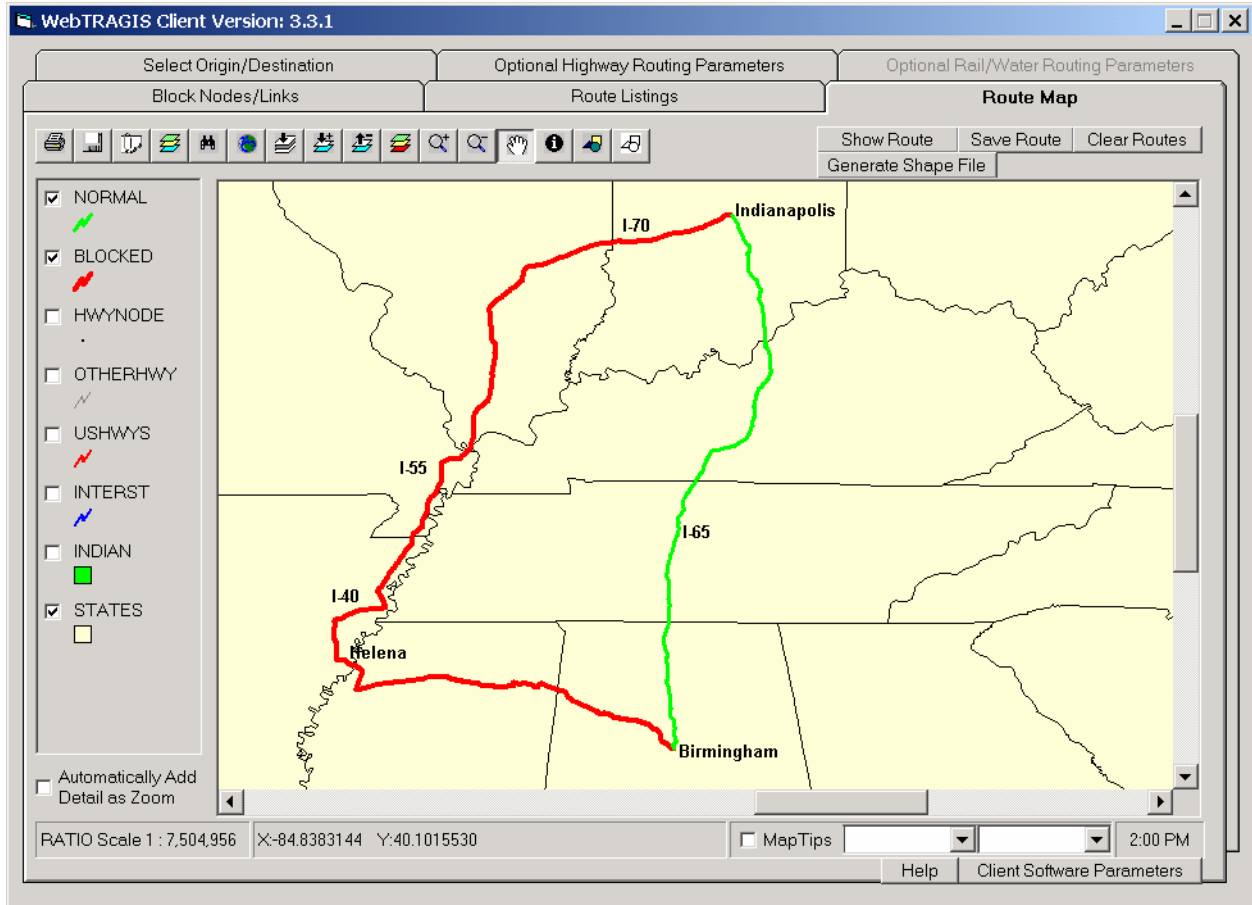 WebTRAGIS Client Version: 3.3.1
Select Origin/Destination
Optional Highway Routing Parameters
Optional Rail/Water Routing Parameters
Block Nodes/Links
Route Listings
Route Map
Show Route
Save Route
Clear Routes
Generate Shape File
NORMAL
BLOCKED
HWYNODE
OTHERHWY
USHWYS
INTERST
INDIAN
STATES
Automatically Add
Detail as Zoom
Indianapolis
I-70
I-55
I-65
I-40
Helena
Birmingham
RATIO Scale 1 : 7,504,956
X:-84.8383144 Y:40.1015530
MapTips
2:00 PM
Help
Client Software Parameters